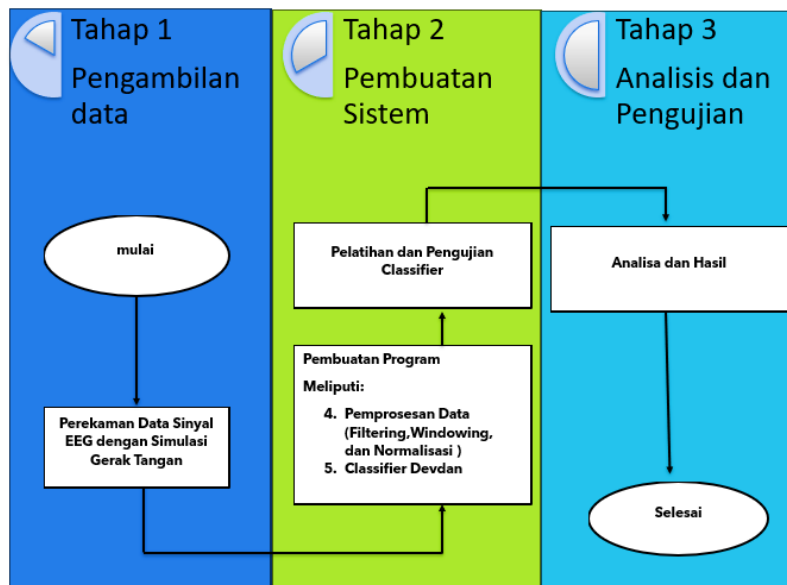 Tahap 1
Pengambilan
data
mulai
Perekaman Data Sinyal
EEG dengan Simulasi
Gerak Tangan
Tahap 2
Pembuatan
Sistem
Pelatihan dan Pengujian
Classifier
Pembuatan Program
Meliputi:
4. Pemprosesan Data
(Filtering,Windowing,
dan Normalisasi )
5. Classifier Devdan
Tahap 3
Analisis dan
Pengujian
Analisa dan Hasil
Selesai